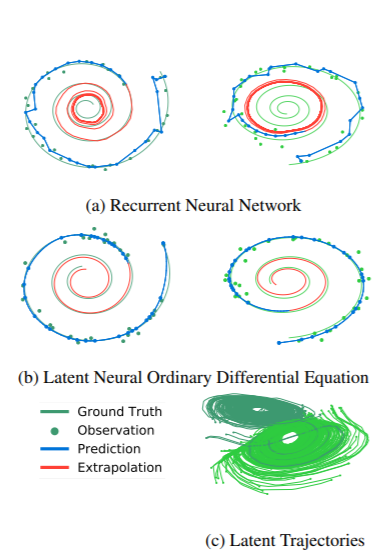 (a) Recurrent Neural Network
(b) Latent Neural Ordinary Differential Equation
Ground Truth
Observation
Prediction
Extrapolation
(c) Latent Trajectories